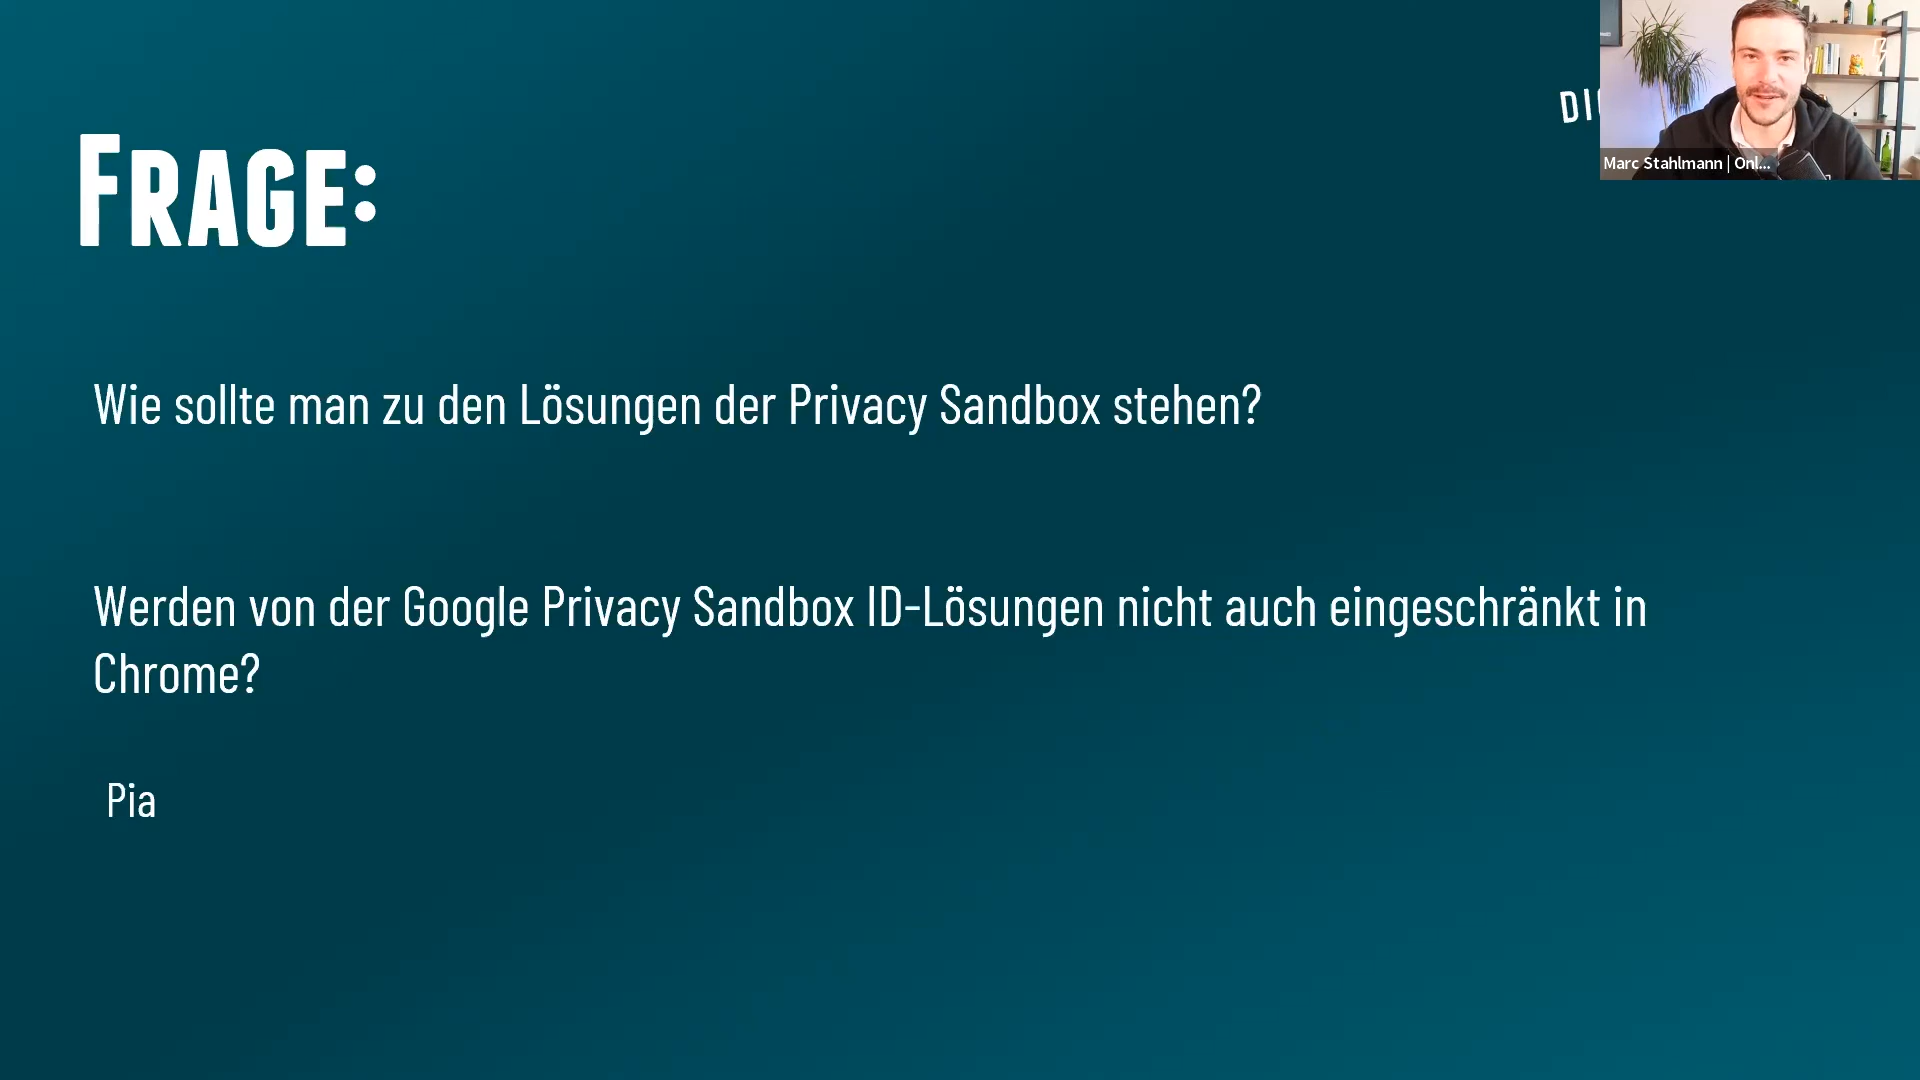 DI
Marc Stahlmann | Onl...
FRAGE:
Wie sollte man zu den Lösungen der Privacy Sandbox stehen?
Werden von der Google Privacy Sandbox ID-Lösungen nicht auch eingeschränkt in
Chrome?
Pia